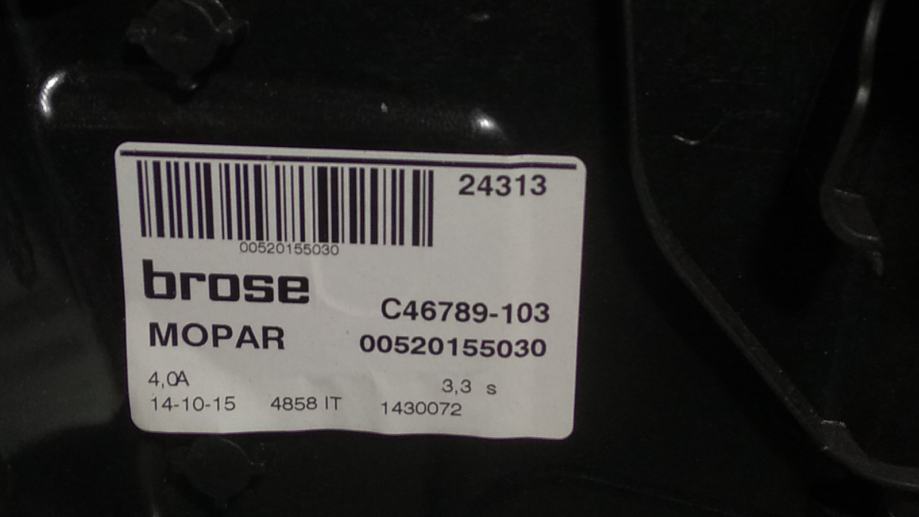 24313
00520155030
brose
C46789-103
MOPAR 00520155030
4,0A 3,3 s
14-10-15 4858 IT 1430072